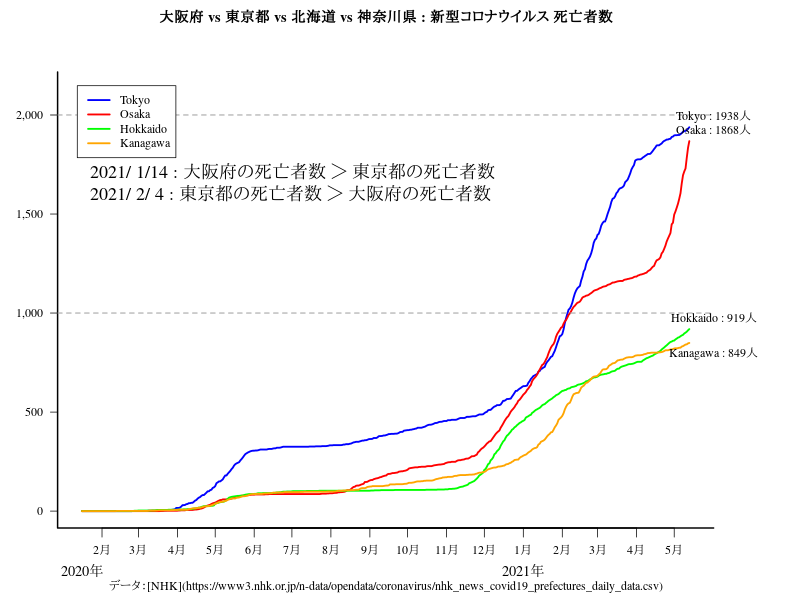 大阪府 vs 東京都 vs 北海道 vs 神奈川県 : 新型コロナウイルス 死亡者数
Tokyo
Osaka
Hokkaido
Kanagawa
2021/ 1/14 : 大阪府の死亡者数 ＞ 東京都の死亡者数
2021/ 2/ 4 : 東京都の死亡者数 ＞ 大阪府の死亡者数
Tokyo : 1938人
Osaka : 1868人
Hokkaido : 919人
Kanagawa : 849人
2,000
1,500
1,000
500
0
2月 3月 4月 5月 6月 7月 8月 9月 10月 11月 12月 1月 2月 3月 4月 5月
2020年 2021年
データ：[NHK](https://www3.nhk.or.jp/n-data/opendata/coronavirus/nhk_news_covid19_prefectures_daily_data.csv)